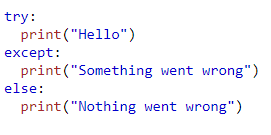 try:
  print("Hello")
except:
  print("Something went wrong")
else:
  print("Nothing went wrong")